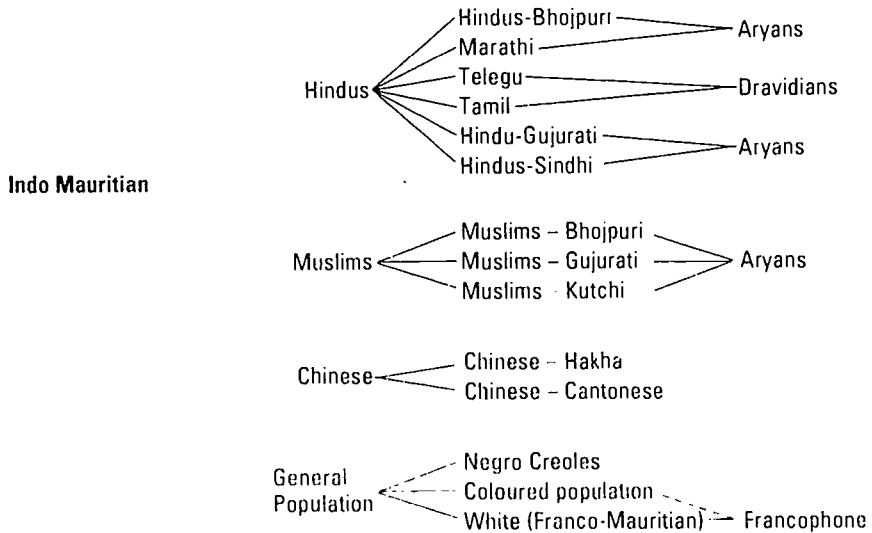 Hindus-Bhojpuri
Marathi
Aryans
Telegu
Hindus
Dravidians
Tamil
Hindu-Gujurati
Aryans
Hindus-Sindhi
Indo Mauritian
Muslims – Bhojpuri
Muslims
Muslims – Gujurati
Aryans
Muslims - Kutchi
Chinese – Hakha
Chinese
Chinese – Cantonese
Negro Creoles
General
Population
Coloured population
White (Franco-Mauritian)
Francophone